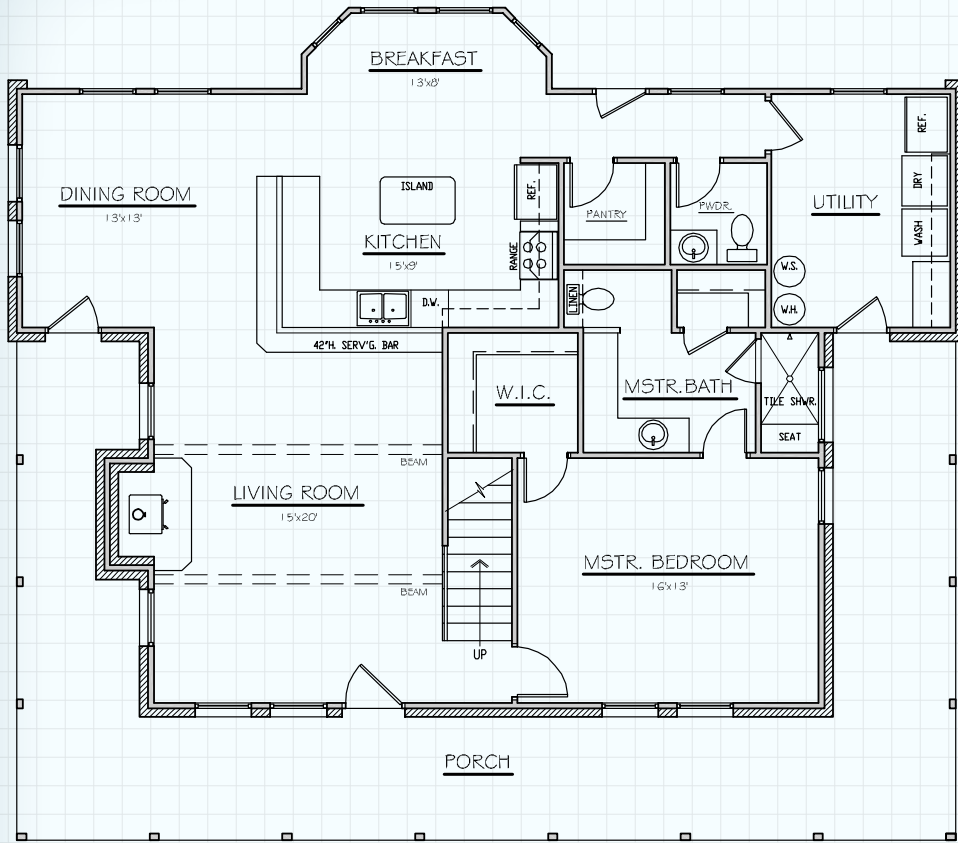 BREAKFAST
13'x8'
REF.
DINING ROOM
13'x13'
ISLAND
REF.
DRY
UTILITY
PANTRY
PWDR.
KITCHEN
15'x9'
RANGE
WASH
W.S.
LINEN
D.W.
W.H.
42"H. SERV'G. BAR
W.I.C.
MSTR.BATH
TILE SHWR.
SEAT
BEAM
LIVING ROOM
15'x20'
MSTR. BEDROOM
16'x13'
BEAM
UP
PORCH